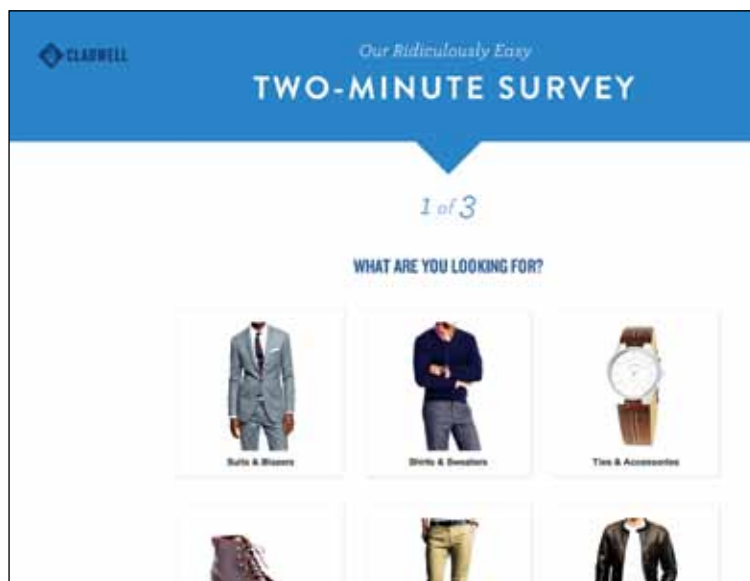 CLADWELL
Our Ridiculously Easy
TWO-MINUTE SURVEY
1 of 3
WHAT ARE YOU LOOKING FOR?
Suits & Blazers
Shirts & Sweaters
Ties & Accessories